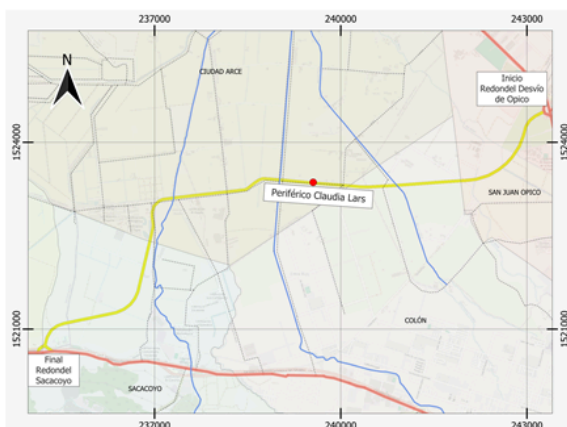 237000
240000
243000
N
CIUDAD ARCE
Inicio
Redondel Desvío
de Opico
1524000
1524000
Periférico Claudia Lars
SAN JUAN OPICO
1521000
1521000
COLÓN
Final
Redondel
Sacacoyo
SACACOYO
237000
240000
243000